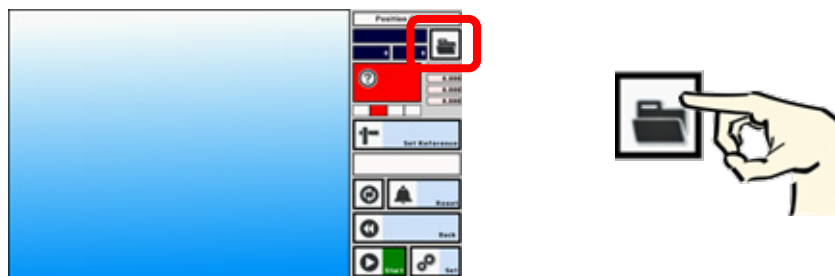 Position
0.000
0.000
0.000
Set Reference
Reset
Back
Start
Set